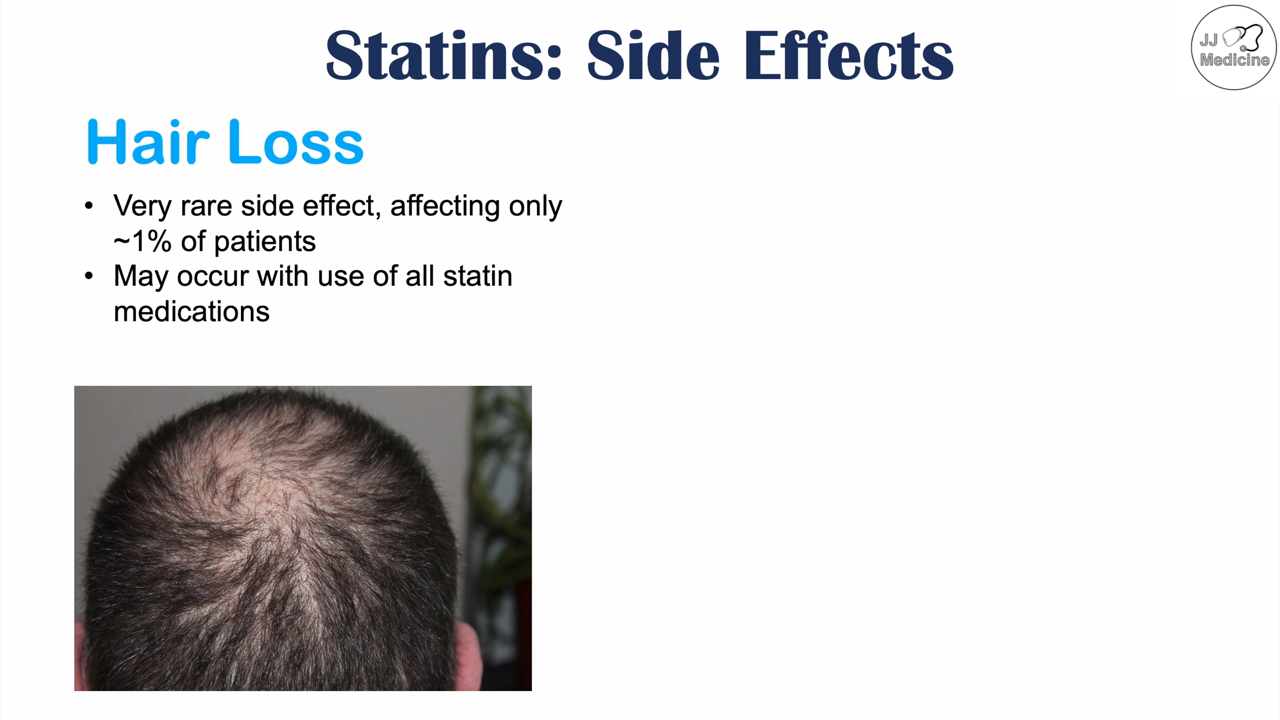 Statins: Side Effects
JJ
Medicine
Hair Loss
• Very rare side effect, affecting only
~1% of patients
• May occur with use of all statin
medications